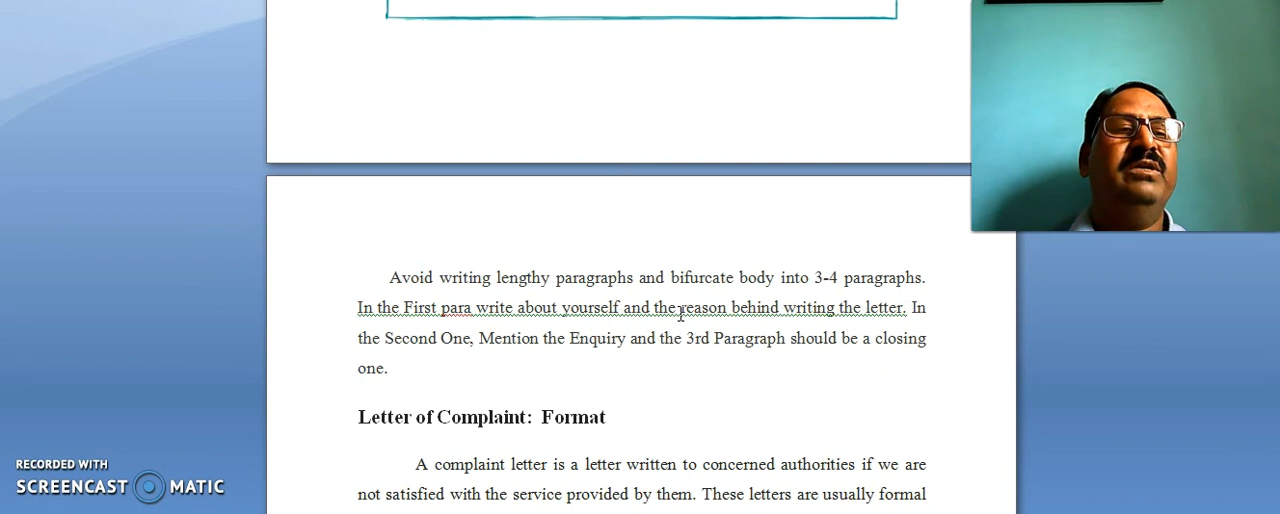 Avoid writing lengthy paragraphs and bifurcate body into 3-4 paragraphs.
In the First para write about yourself and the reason behind writing the letter. In
the Second One, Mention the Enquiry and the 3rd Paragraph should be a closing
one.
Letter of Complaint:  Format
A complaint letter is a letter written to concerned authorities if we are
not satisfied with the service provided by them. These letters are usually formal
RECORDED WITH
SCREENCAST MATIC